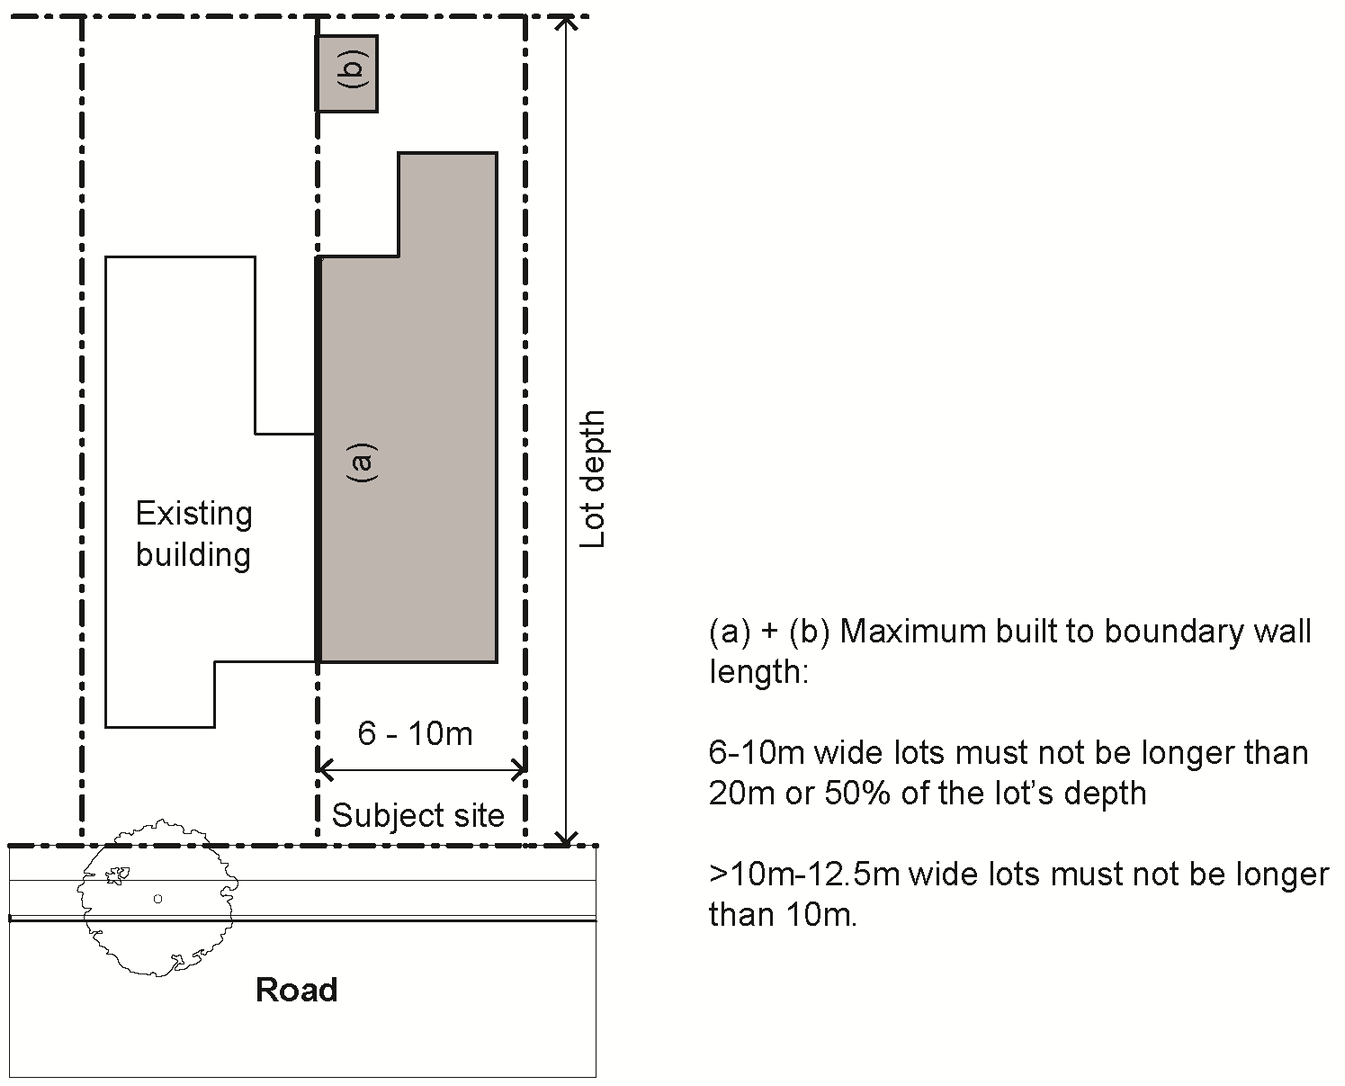 (b)
(a)
Lot depth
Existing
building
6 - 10m
Subject site
Road
(a) + (b) Maximum built to boundary wall
length:
6-10m wide lots must not be longer than
20m or 50% of the lot's depth
>10m-12.5m wide lots must not be longer
than 10m.